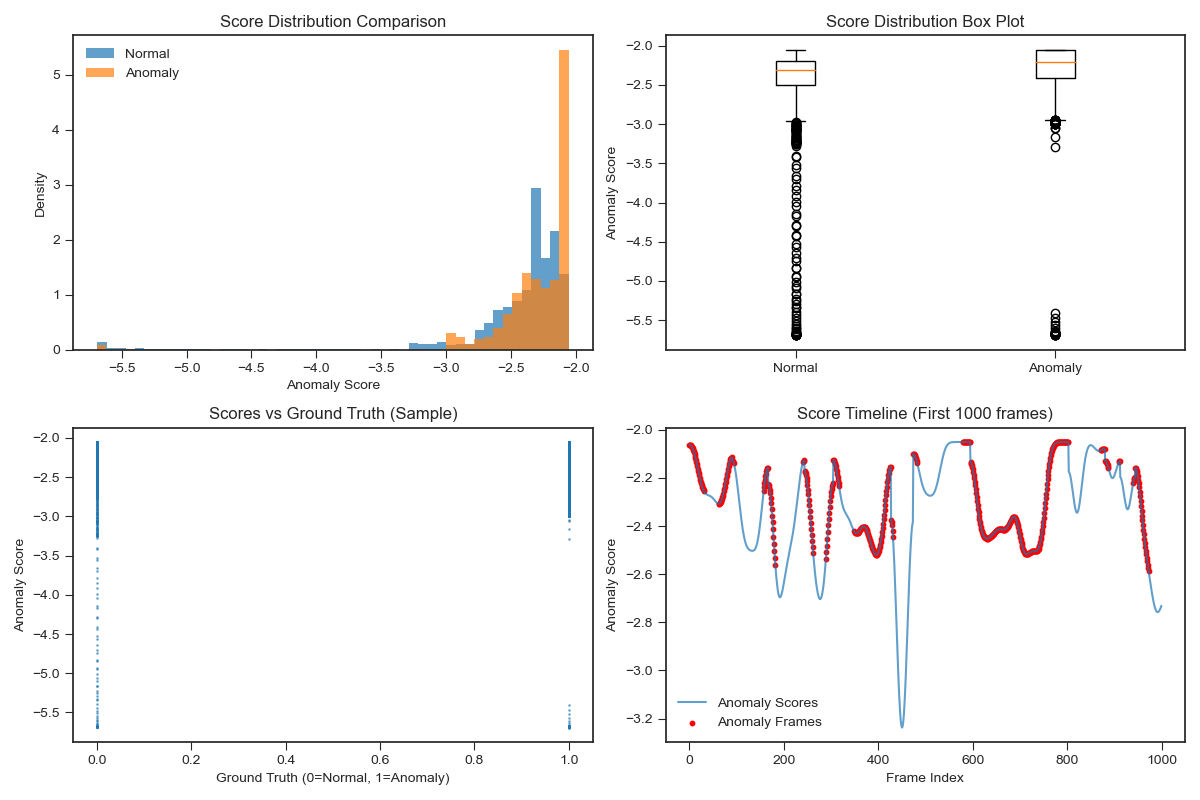 Score Distribution Comparison
Normal
Anomaly
5
4
3
2
1
0
Density
−5.5
−5.0
−4.5
−4.0
−3.5
−3.0
−2.5
−2.0
Anomaly Score
Score Distribution Box Plot
−2.0
−2.5
−3.0
−3.5
−4.0
−4.5
−5.0
−5.5
Anomaly Score
Normal
Anomaly
Scores vs Ground Truth (Sample)
−2.0
−2.5
−3.0
−3.5
−4.0
−4.5
−5.0
−5.5
Anomaly Score
0.0
0.2
0.4
0.6
0.8
1.0
Ground Truth (0=Normal, 1=Anomaly)
Score Timeline (First 1000 frames)
−2.0
−2.2
−2.4
−2.6
−2.8
−3.0
−3.2
Anomaly Score
Anomaly Scores
Anomaly Frames
0
200
400
600
800
1000
Frame Index